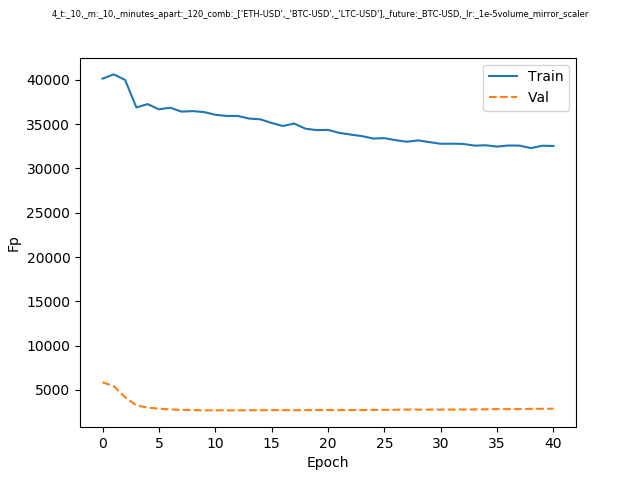 4_t:_10,_m:_10,_minutes_apart:_120_comb:_['ETH-USD',_'BTC-USD',_'LTC-USD'],_future:_BTC-USD,_lr:_1e-5volume_mirror_scaler
Train
Val
40000
35000
30000
25000
20000
15000
10000
5000
Fp
0 5 10 15 20 25 30 35 40
Epoch